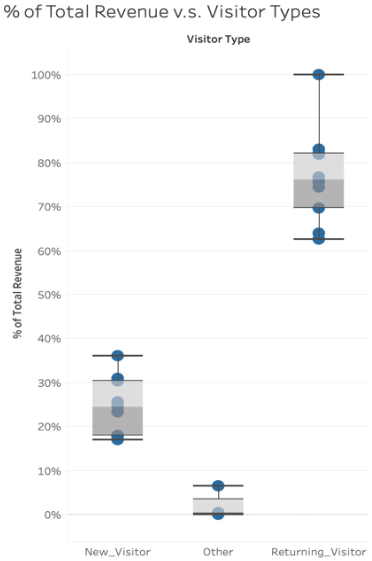 % of Total Revenue v.s. Visitor Types
Visitor Type
100%
90%
80%
70%
60%
50%
40%
30%
20%
10%
0%
% of Total Revenue
New_Visitor
Other
Returning_Visitor